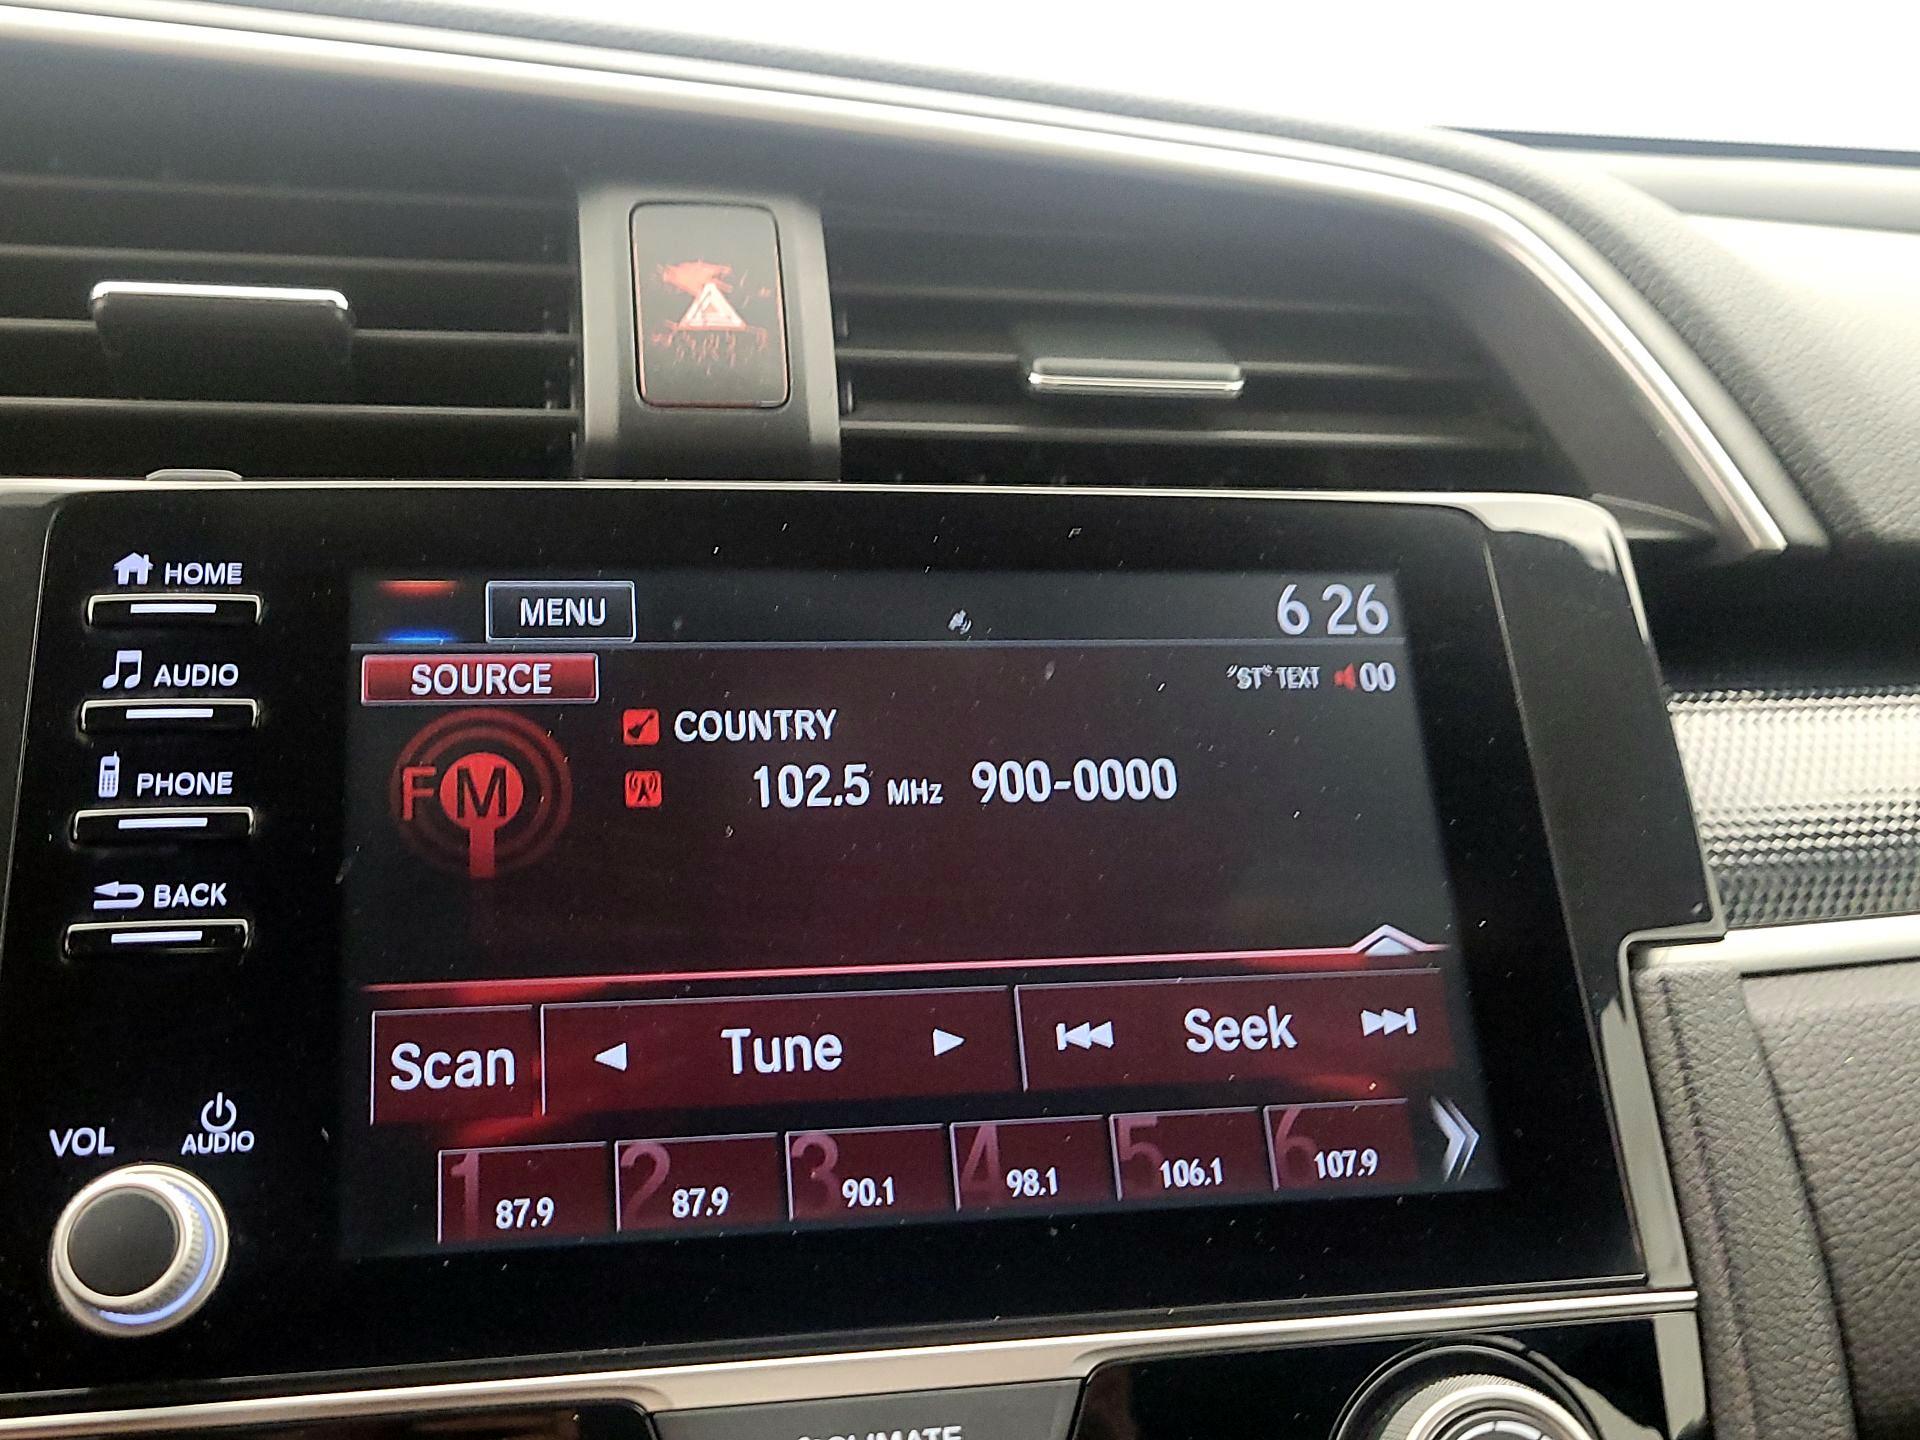 HOME
MENU
6 26
AUDIO
SOURCE
"ST" TEXT 00
COUNTRY
FM
PHONE
102.5 MHz 900-0000
BACK
Scan
Tune
Seek
VOL
AUDIO
1 87.9
2 87.9
3 90.1
4 98.1
5 106.1
6 107.9
CLIMATE